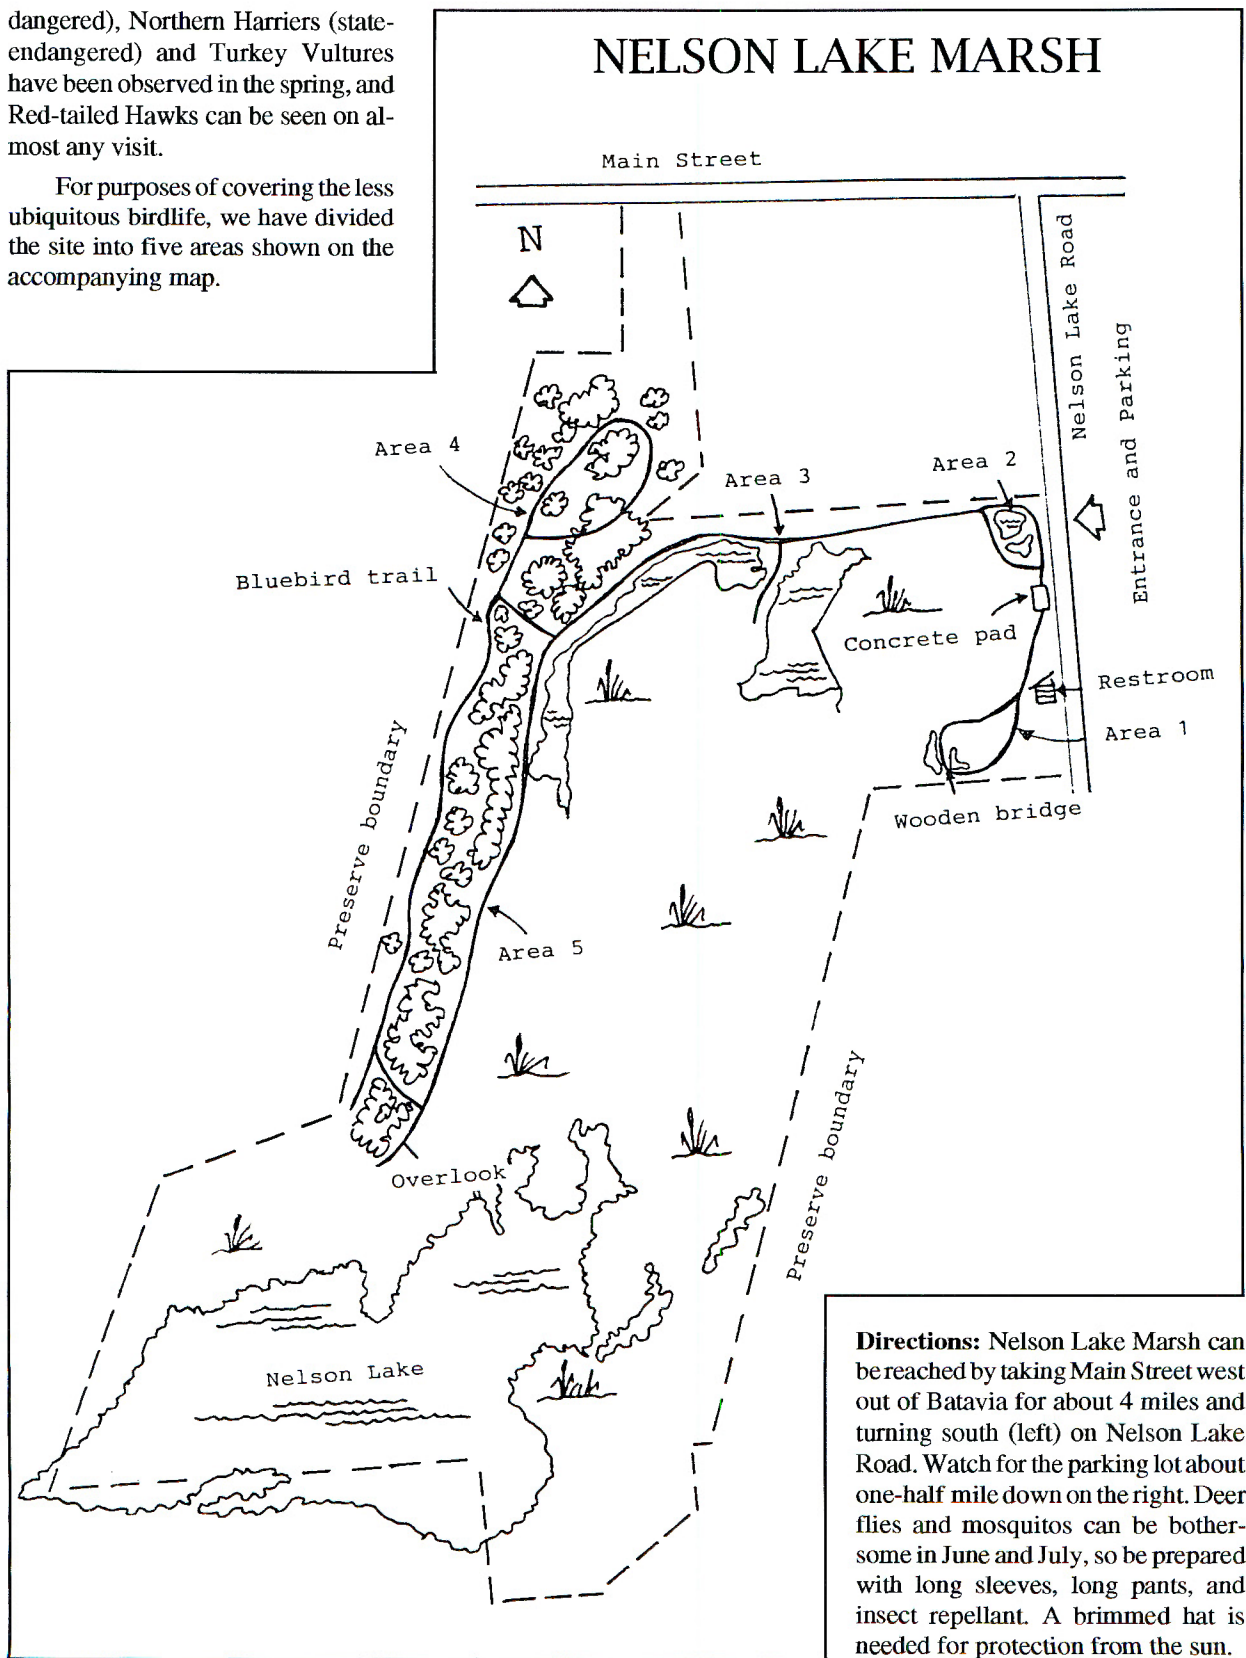 dangered), Northern Harriers (state-
endangered) and Turkey Vultures
have been observed in the spring, and
Red-tailed Hawks can be seen on al-
most any visit.
For purposes of covering the less
ubiquitous birdlife, we have divided
the site into five areas shown on the
accompanying map.
NELSON LAKE MARSH
Main Street
N
Nelson Lake Road
Entrance and Parking
Area 4
Area 3
Area 2
Bluebird trail
Concrete pad
Restroom
Area 1
Wooden bridge
Preserve boundary
Area 5
Preserve boundary
Overlook
Nelson Lake
Directions: Nelson Lake Marsh can
be reached by taking Main Street west
out of Batavia for about 4 miles and
turning south (left) on Nelson Lake
Road. Watch for the parking lot about
one-half mile down on the right. Deer
flies and mosquitos can be bother-
some in June and July, so be prepared
with long sleeves, long pants, and
insect repellant. A brimmed hat is
needed for protection from the sun.